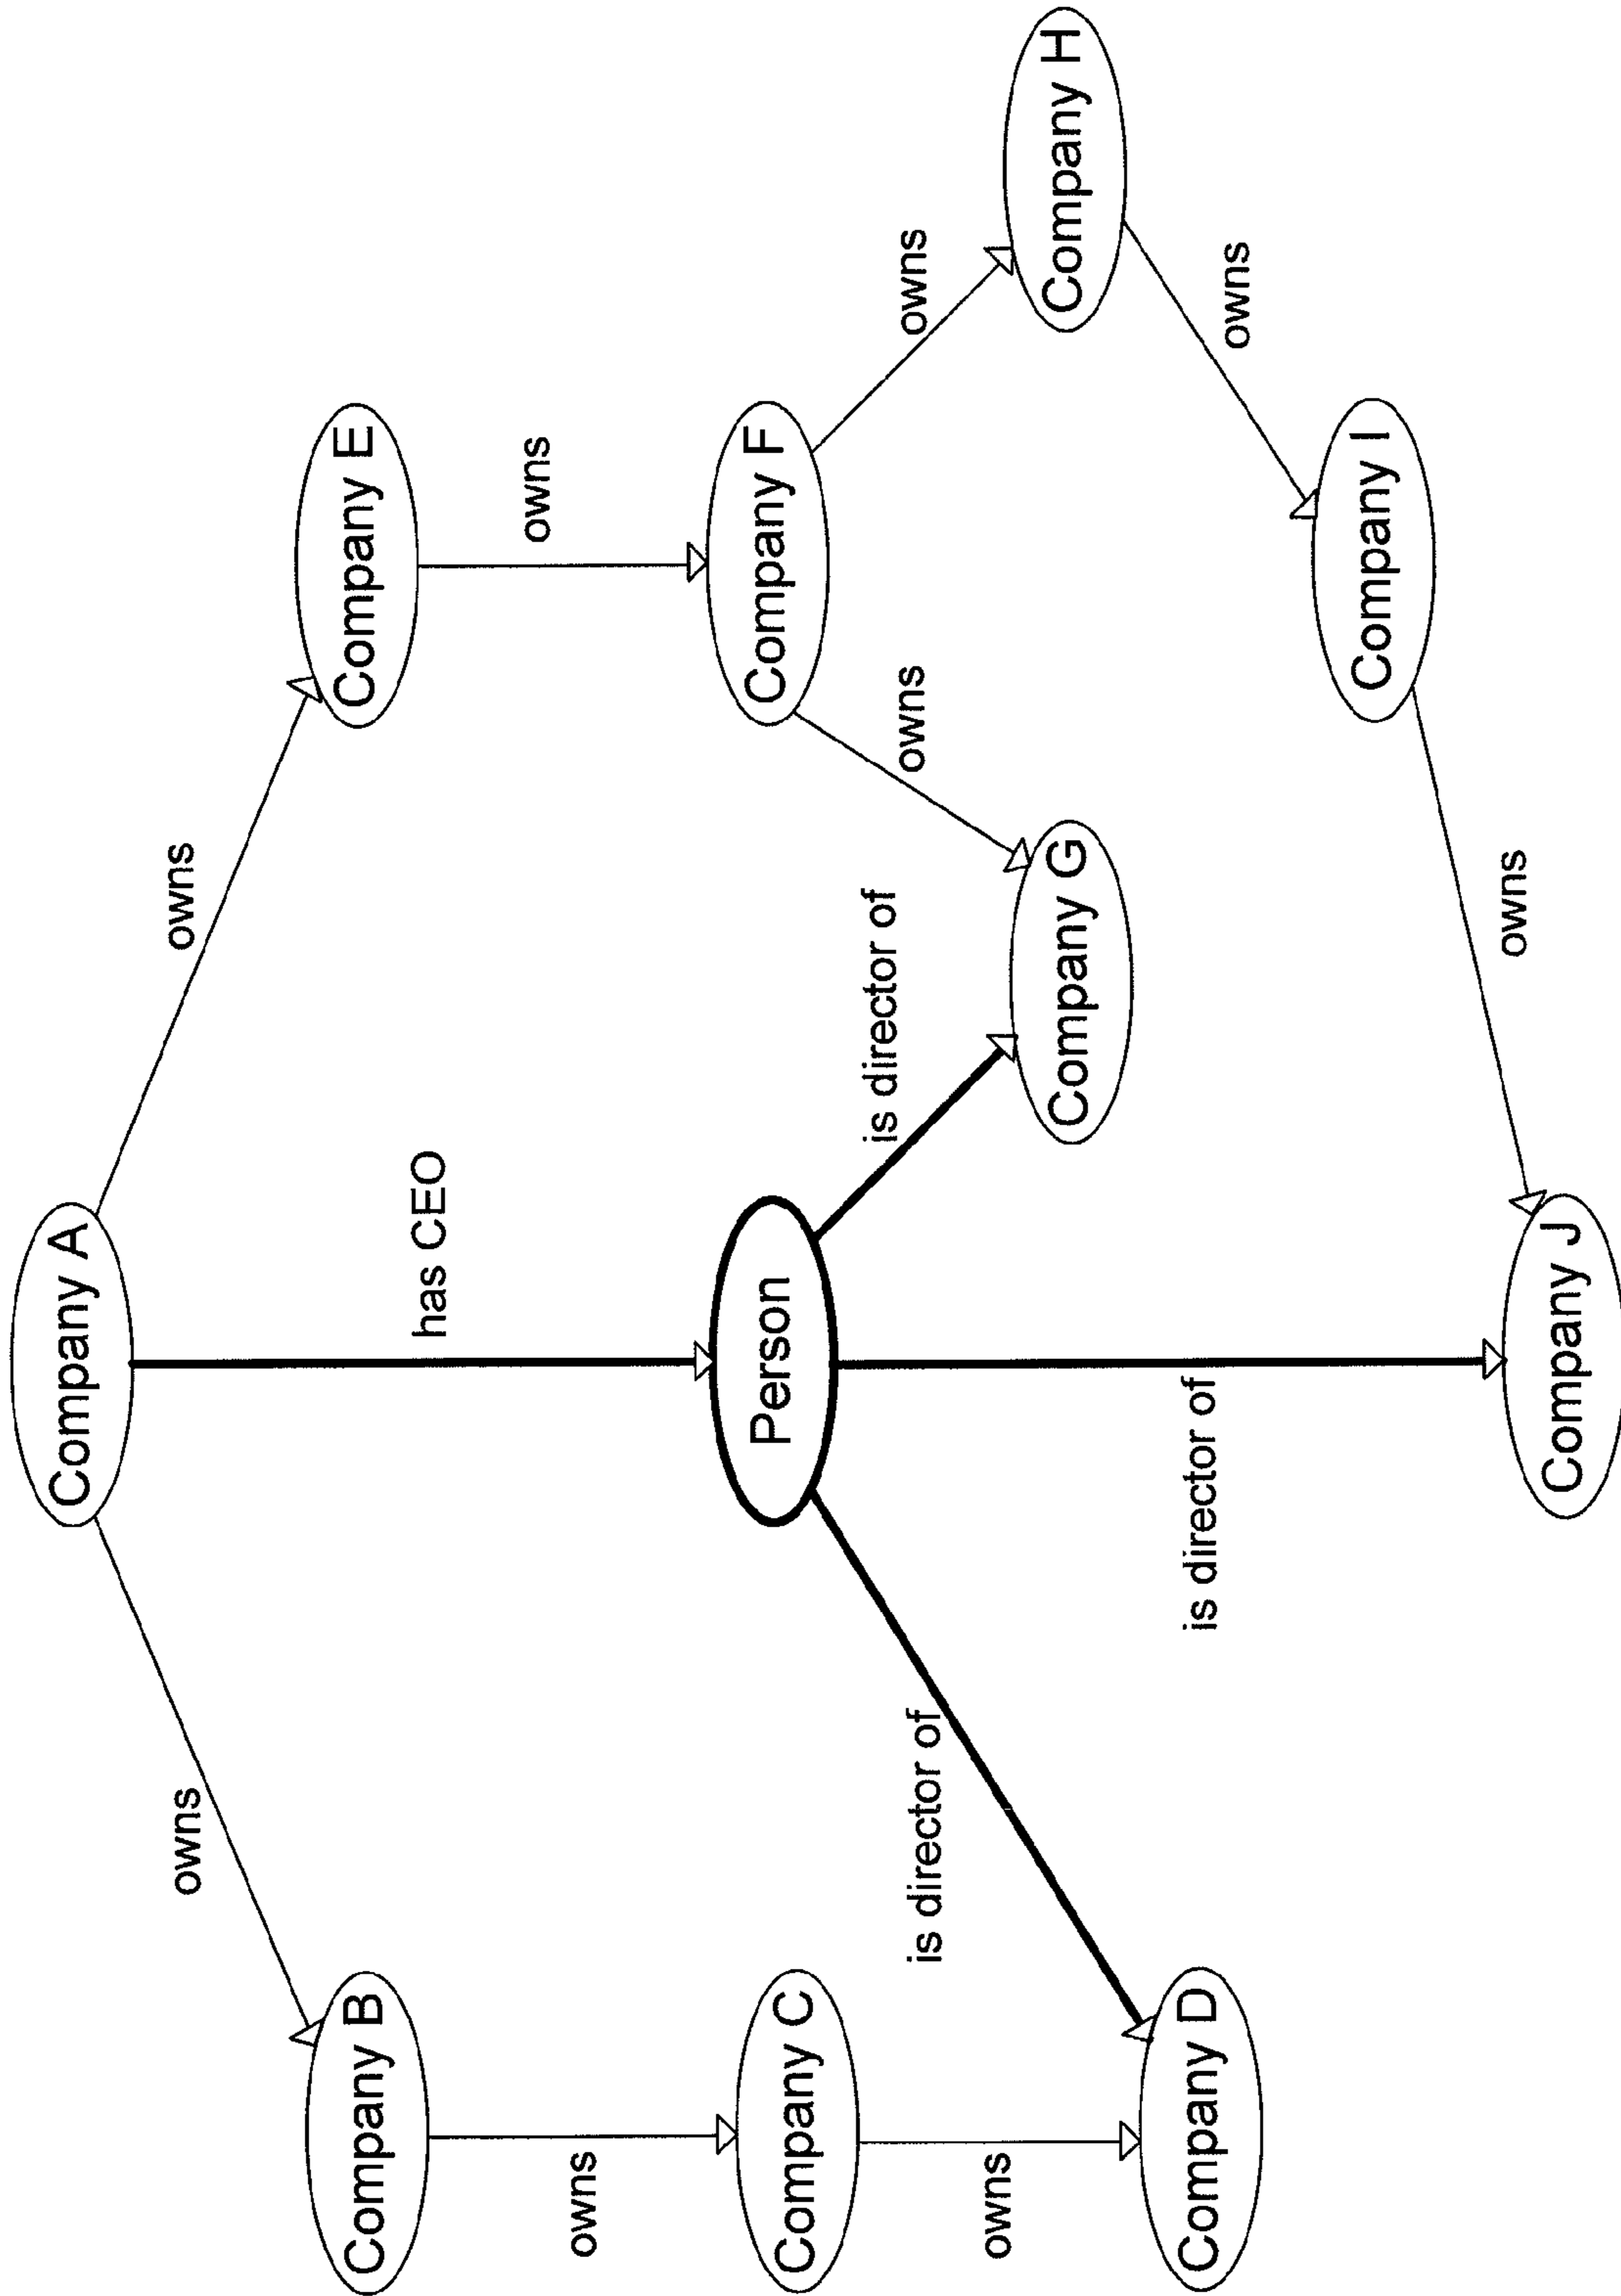 Company A
owns
owns
Company B
Company E
has CEO
owns
owns
Company C
Person
Company F
is director of
is director of
owns
owns
owns
Company G
Company H
Company D
is director of
owns
Company I
owns
Company J